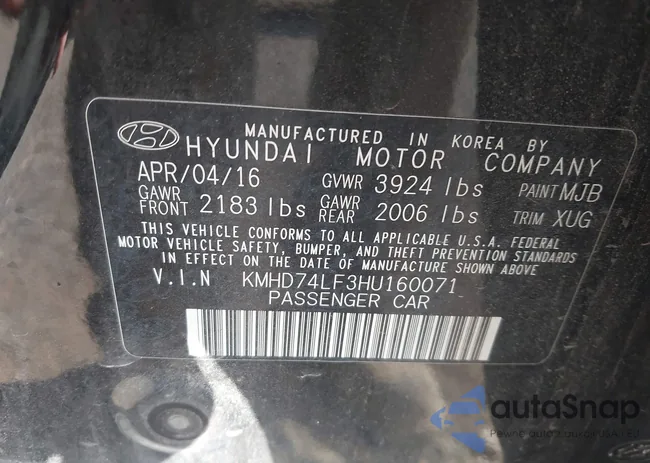 MANUFACTURED IN KOREA BY
HYUNDAI MOTOR COMPANY
APR/04/16 GVWR 3924 lbs PAINT MJB
GAWR FRONT 2183 lbs GAWR REAR 2006 lbs TRIM XUG
THIS VEHICLE CONFORMS TO ALL APPLICABLE U.S.A. FEDERAL
MOTOR VEHICLE SAFETY, BUMPER, AND THEFT PREVENTION STANDARDS
IN EFFECT ON THE DATE OF MANUFACTURE SHOWN ABOVE
V.I.N KMHD74LF3HU160071
PASSENGER CAR
autaSnap